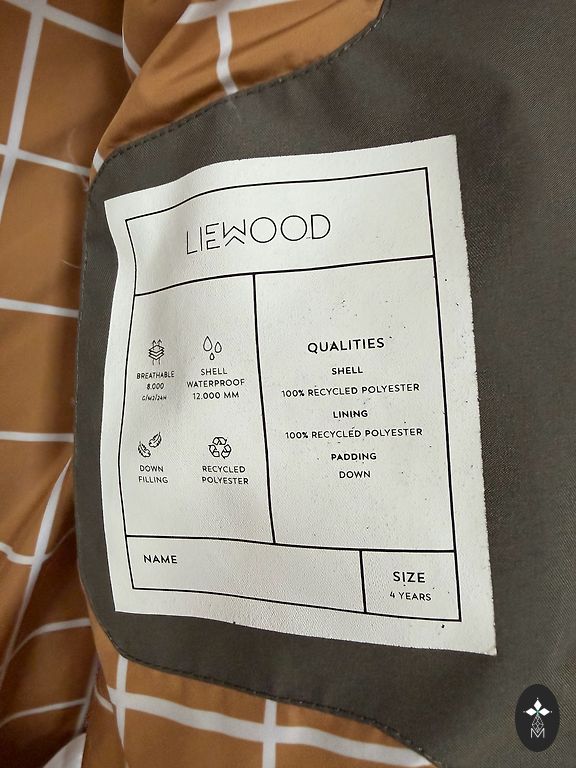 LIEWOOD
BREATHABLE
8.000
G/M2/24H
SHELL
WATERPROOF
12.000 MM
DOWN
FILLING
RECYCLED
POLYESTER
QUALITIES
SHELL
100% RECYCLED POLYESTER
LINING
100% RECYCLED POLYESTER
PADDING
DOWN
NAME
SIZE
4 YEARS
M